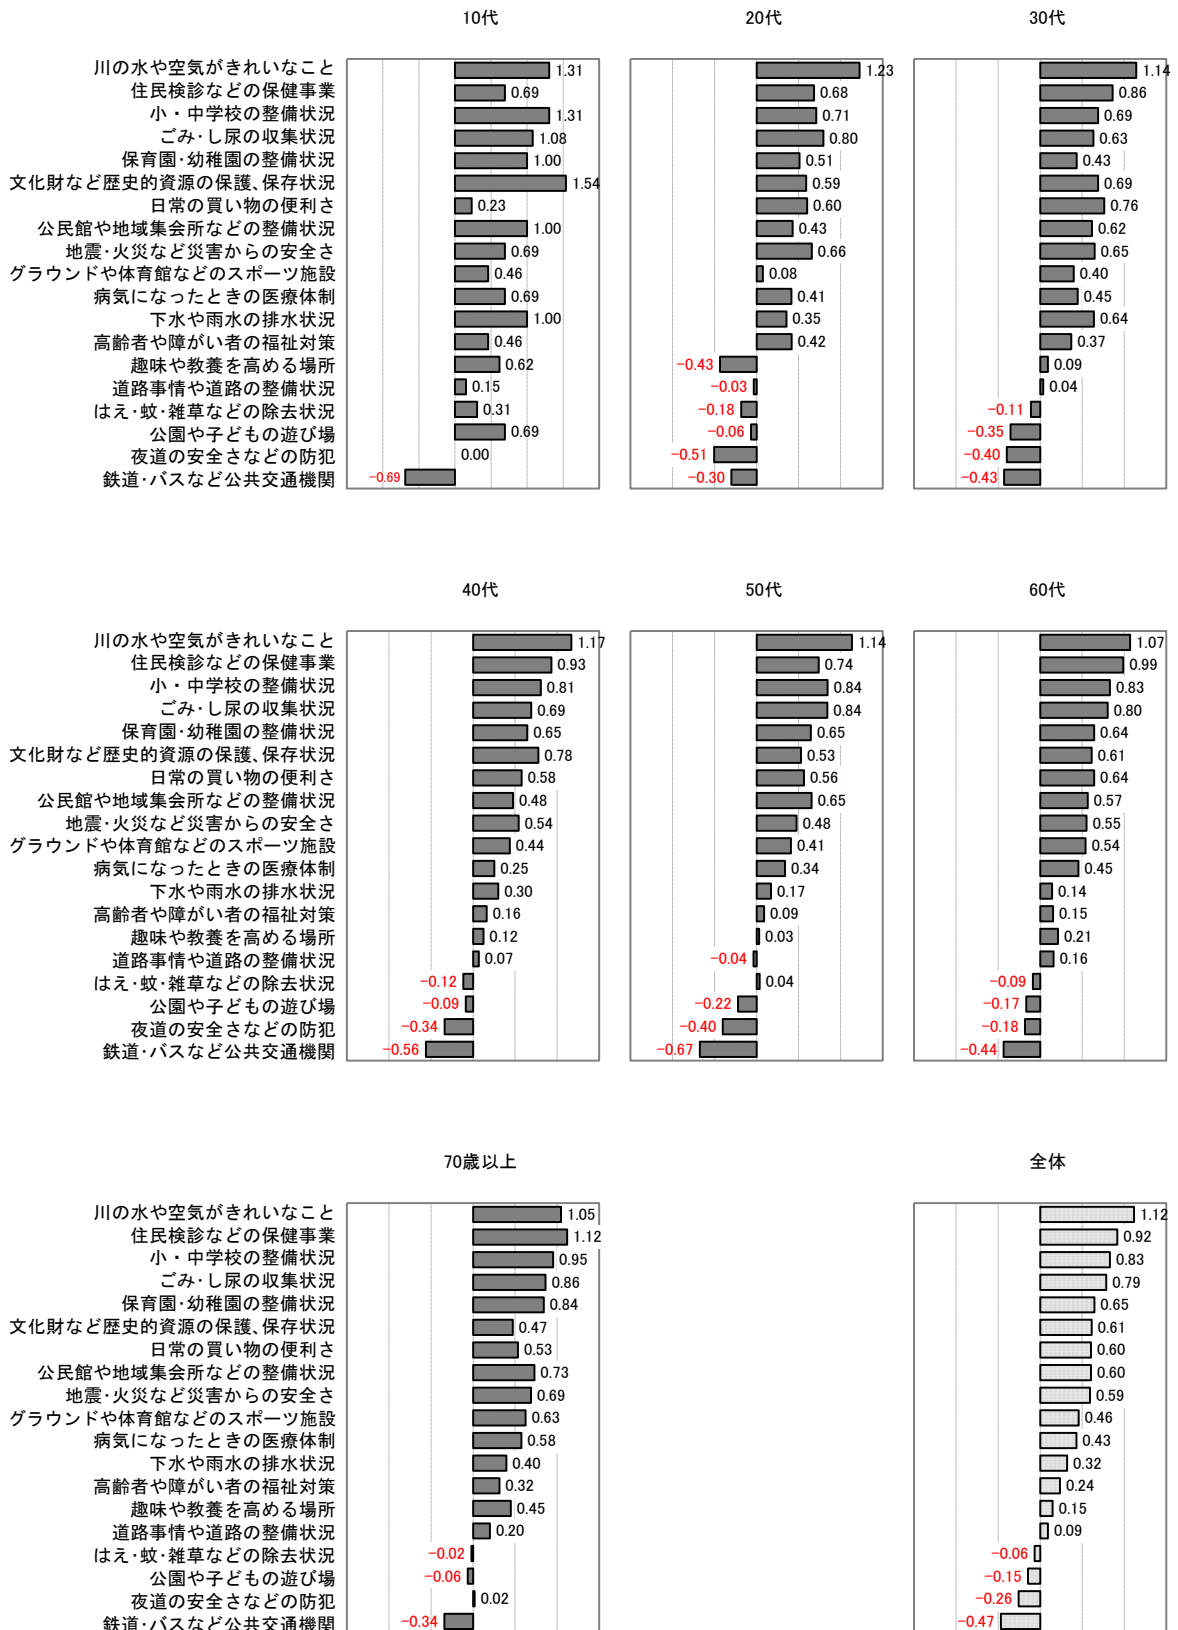 10代
20代
30代
川の水や空気がきれいなこと 1.31 1.23 1.14
住民検診などの保健事業 0.69 0.68 0.86
小・中学校の整備状況 1.31 0.71 0.69
ごみ・し尿の収集状況 1.08 0.80 0.63
保育園・幼稚園の整備状況 1.00 0.51 0.43
文化財など歴史的資源の保護、保存状況 1.54 0.59 0.69
日常の買い物の便利さ 0.23 0.60 0.76
公民館や地域集会所などの整備状況 1.00 0.43 0.62
地震・火災など災害からの安全さ 0.69 0.66 0.65
グラウンドや体育館などのスポーツ施設 0.46 0.08 0.40
病気になったときの医療体制 0.69 0.41 0.45
下水や雨水の排水状況 1.00 0.35 0.64
高齢者や障がい者の福祉対策 0.46 0.42 0.37
趣味や教養を高める場所 0.62 -0.43 0.09
道路事情や道路の整備状況 0.15 -0.03 0.04
はえ・蚊・雑草などの除去状況 0.31 -0.18 -0.11
公園や子どもの遊び場 0.69 -0.06 -0.35
夜道の安全さなどの防犯 0.00 -0.51 -0.40
鉄道・バスなど公共交通機関 -0.69 -0.30 -0.43
40代
50代
60代
川の水や空気がきれいなこと 1.17 1.14 1.07
住民検診などの保健事業 0.93 0.74 0.99
小・中学校の整備状況 0.81 0.84 0.83
ごみ・し尿の収集状況 0.69 0.84 0.80
保育園・幼稚園の整備状況 0.65 0.65 0.64
文化財など歴史的資源の保護、保存状況 0.78 0.53 0.61
日常の買い物の便利さ 0.58 0.56 0.64
公民館や地域集会所などの整備状況 0.48 0.65 0.57
地震・火災など災害からの安全さ 0.54 0.48 0.55
グラウンドや体育館などのスポーツ施設 0.44 0.41 0.54
病気になったときの医療体制 0.25 0.34 0.45
下水や雨水の排水状況 0.30 0.17 0.14
高齢者や障がい者の福祉対策 0.16 0.09 0.15
趣味や教養を高める場所 0.12 0.03 0.21
道路事情や道路の整備状況 0.07 -0.04 0.16
はえ・蚊・雑草などの除去状況 -0.12 0.04 -0.09
公園や子どもの遊び場 -0.09 -0.22 -0.17
夜道の安全さなどの防犯 -0.34 -0.40 -0.18
鉄道・バスなど公共交通機関 -0.56 -0.67 -0.44
70歳以上
全体
川の水や空気がきれいなこと 1.05 1.12
住民検診などの保健事業 1.12 0.92
小・中学校の整備状況 0.95 0.83
ごみ・し尿の収集状況 0.86 0.79
保育園・幼稚園の整備状況 0.84 0.65
文化財など歴史的資源の保護、保存状況 0.47 0.61
日常の買い物の便利さ 0.53 0.60
公民館や地域集会所などの整備状況 0.73 0.60
地震・火災など災害からの安全さ 0.69 0.59
グラウンドや体育館などのスポーツ施設 0.63 0.46
病気になったときの医療体制 0.58 0.43
下水や雨水の排水状況 0.40 0.32
高齢者や障がい者の福祉対策 0.32 0.24
趣味や教養を高める場所 0.45 0.15
道路事情や道路の整備状況 0.20 0.09
はえ・蚊・雑草などの除去状況 -0.02 -0.06
公園や子どもの遊び場 -0.06 -0.15
夜道の安全さなどの防犯 0.02 -0.26
鉄道・バスなど公共交通機関 -0.34 -0.47